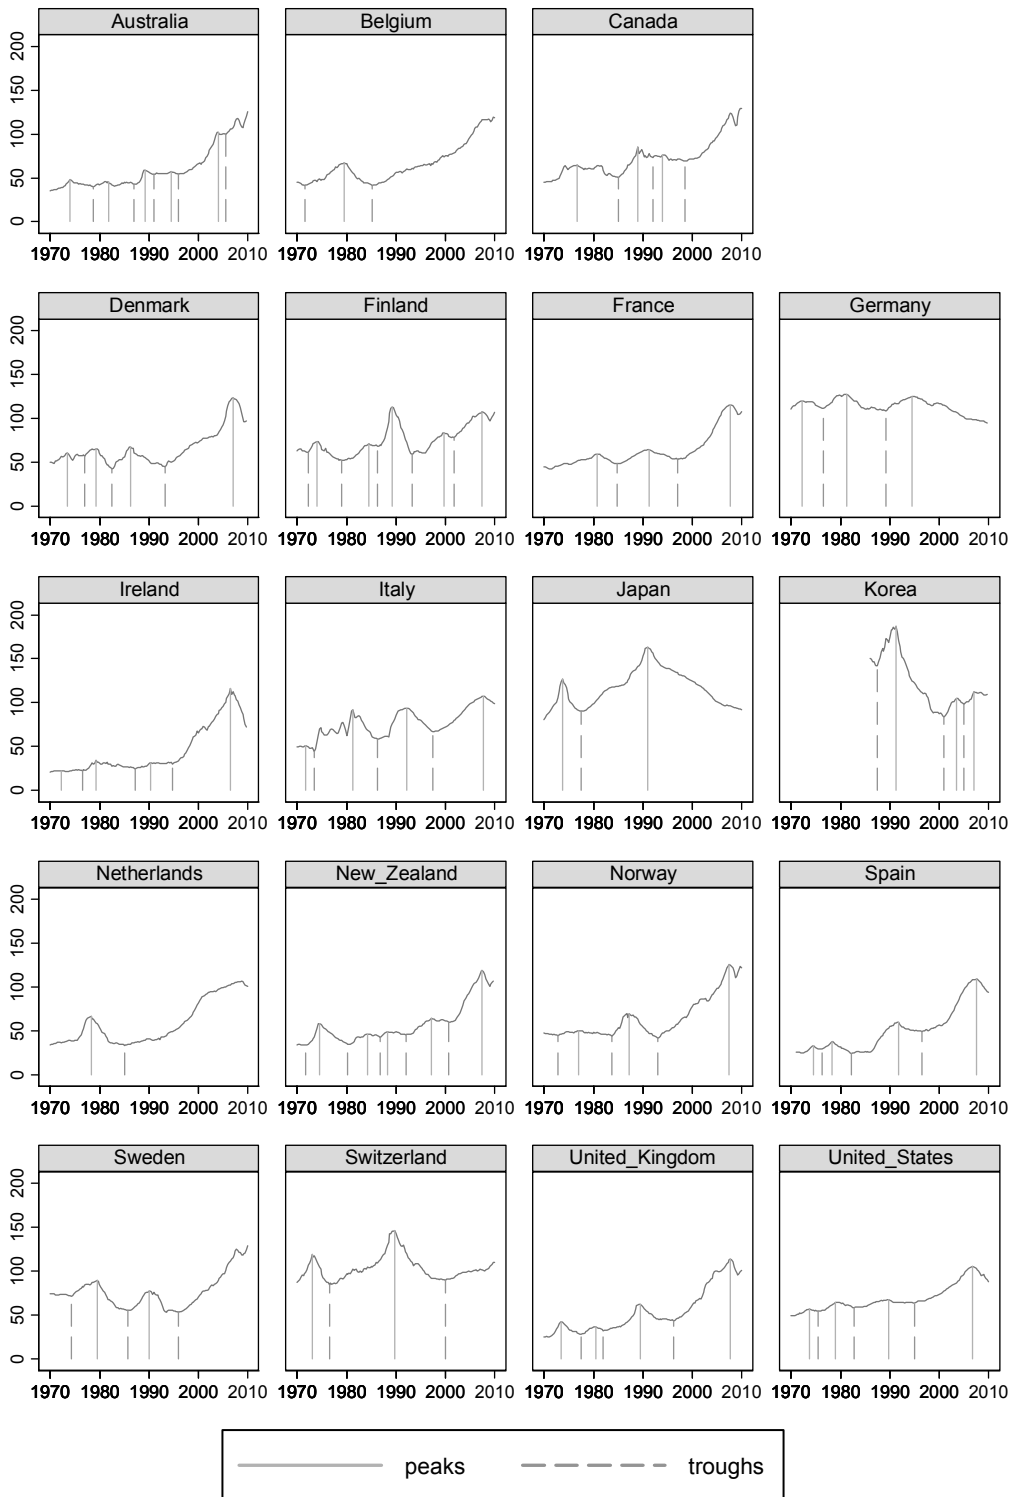 Australia Belgium Canada
200
150
100
50
0
1970 1980 1990 2000 2010 1970 1980 1990 2000 2010 1970 1980 1990 2000 2010
Denmark Finland France Germany
200
150
100
50
0
1970 1980 1990 2000 2010 1970 1980 1990 2000 2010 1970 1980 1990 2000 2010 1970 1980 1990 2000 2010
Ireland Italy Japan Korea
200
150
100
50
0
1970 1980 1990 2000 2010 1970 1980 1990 2000 2010 1970 1980 1990 2000 2010 1970 1980 1990 2000 2010
Netherlands New_Zealand Norway Spain
200
150
100
50
0
1970 1980 1990 2000 2010 1970 1980 1990 2000 2010 1970 1980 1990 2000 2010 1970 1980 1990 2000 2010
Sweden Switzerland United_Kingdom United_States
200
150
100
50
0
1970 1980 1990 2000 2010 1970 1980 1990 2000 2010 1970 1980 1990 2000 2010 1970 1980 1990 2000 2010
peaks troughs